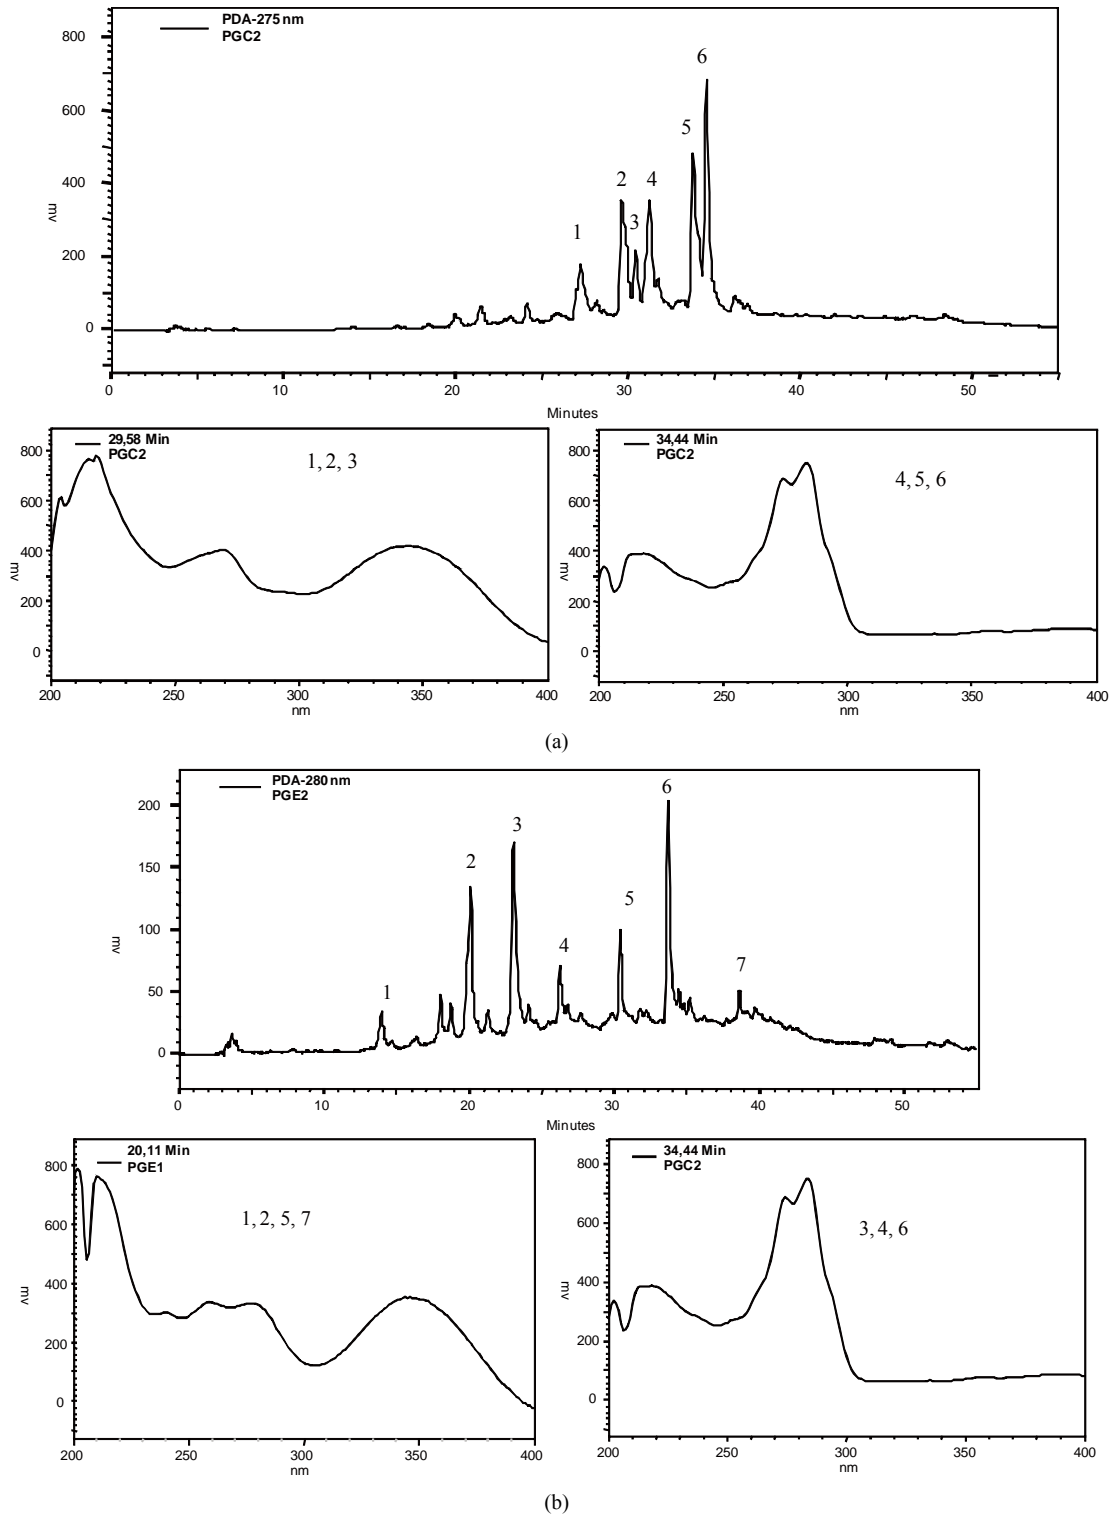 PDA-275 nm
PGC2
800
600
400
200
0
mv
1
2
3
4
5
6
0 10 20 30 40 50
Minutes
29,58 Min
PGC2
1, 2, 3
800
600
400
200
0
mv
200 250 300 350 400
nm
34,44 Min
PGC2
4, 5, 6
800
600
400
200
0
mv
200 250 300 350 400
nm
(a)
PDA-280 nm
PGE2
200
150
100
50
0
mv
1
2
3
4
5
6
7
0 10 20 30 40 50
Minutes
20,11 Min
PGE1
1, 2, 5, 7
800
600
400
200
0
mv
200 250 300 350 400
nm
34,44 Min
PGC2
3, 4, 6
800
600
400
200
0
mv
200 250 300 350 400
nm
(b)